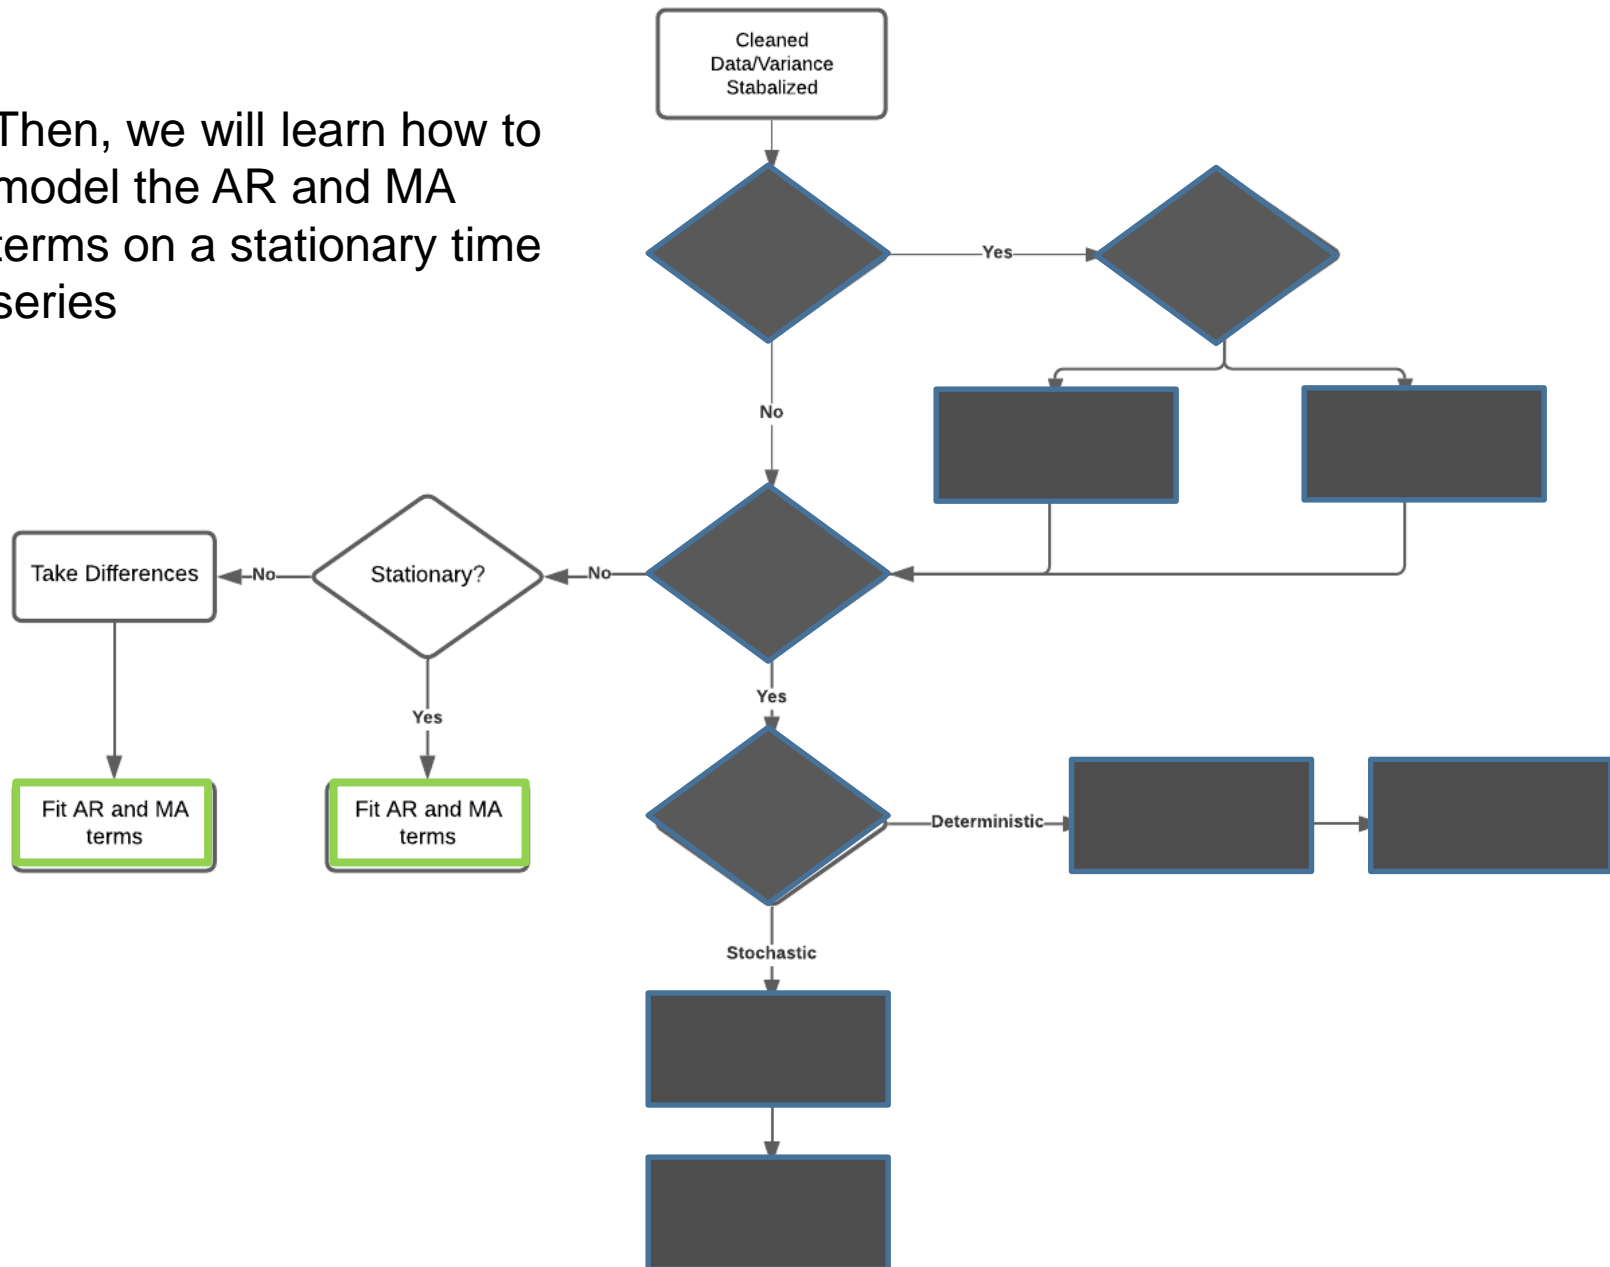 Cleaned
Data/Variance
Stabalized
Then, we will learn how to
model the AR and MA
terms on a stationary time
series
Yes
No
Take Differences
No
Stationary?
No
Yes
Yes
Fit AR and MA
terms
Fit AR and MA
terms
Deterministic
Stochastic